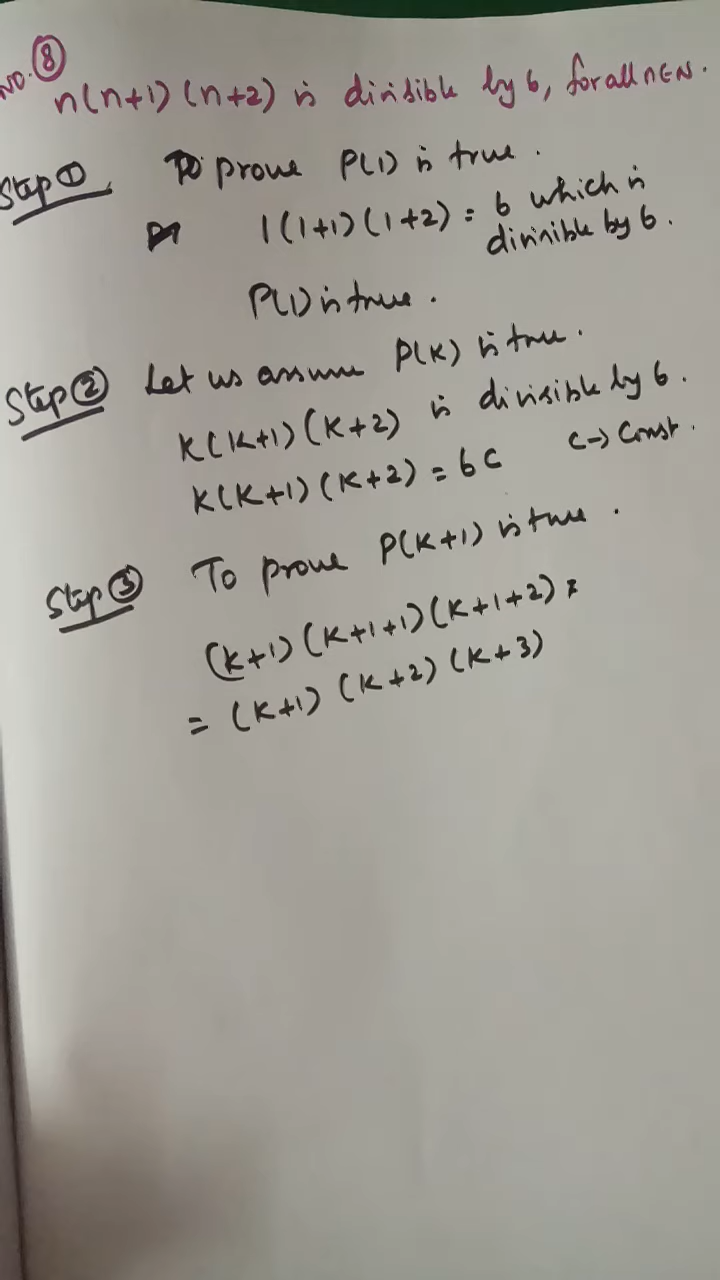 NO. 8
n(n+1)(n+2) is divisible by 6, for all n∈N.
Step 1 To prove P(1) is true.
1(1+1)(1+2) = 6 which is
divisible by 6.
P(1) is true.
Step 2 Let us assume P(K) is true.
K(K+1)(K+2) is divisible by 6.
K(K+1)(K+2) = 6C C→ Const.
Step 3 To prove P(K+1) is true.
(K+1)(K+1+1)(K+1+2)
= (K+1)(K+2)(K+3)